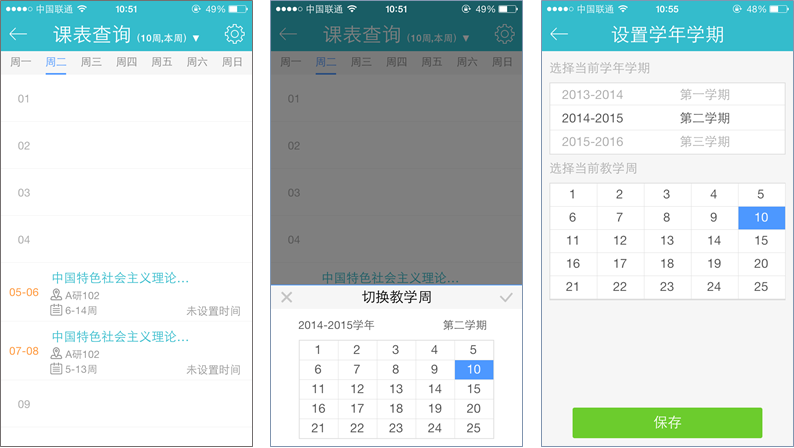 中国联通 10:51 49%
课表查询 (10周,本周) ▼
周一 周二 周三 周四 周五 周六 周日
01
02
03
04
05-06
中国特色社会主义理论...
A研102
6-14周 未设置时间
07-08
中国特色社会主义理论...
A研102
5-13周 未设置时间
09
中国联通 10:51 49%
课表查询 (10周,本周) ▼
周一 周二 周三 周四 周五 周六 周日
01
02
03
04
中国特色社会主义理论...
切换教学周
2014-2015学年 第二学期
1 2 3 4 5
6 7 8 9 10
11 12 13 14 15
16 17 18 19 20
21 22 23 24 25
中国联通 10:55 48%
设置学年学期
选择当前学年学期
2013-2014 第一学期
2014-2015 第二学期
2015-2016 第三学期
选择当前教学周
1 2 3 4 5
6 7 8 9 10
11 12 13 14 15
16 17 18 19 20
21 22 23 24 25
保存